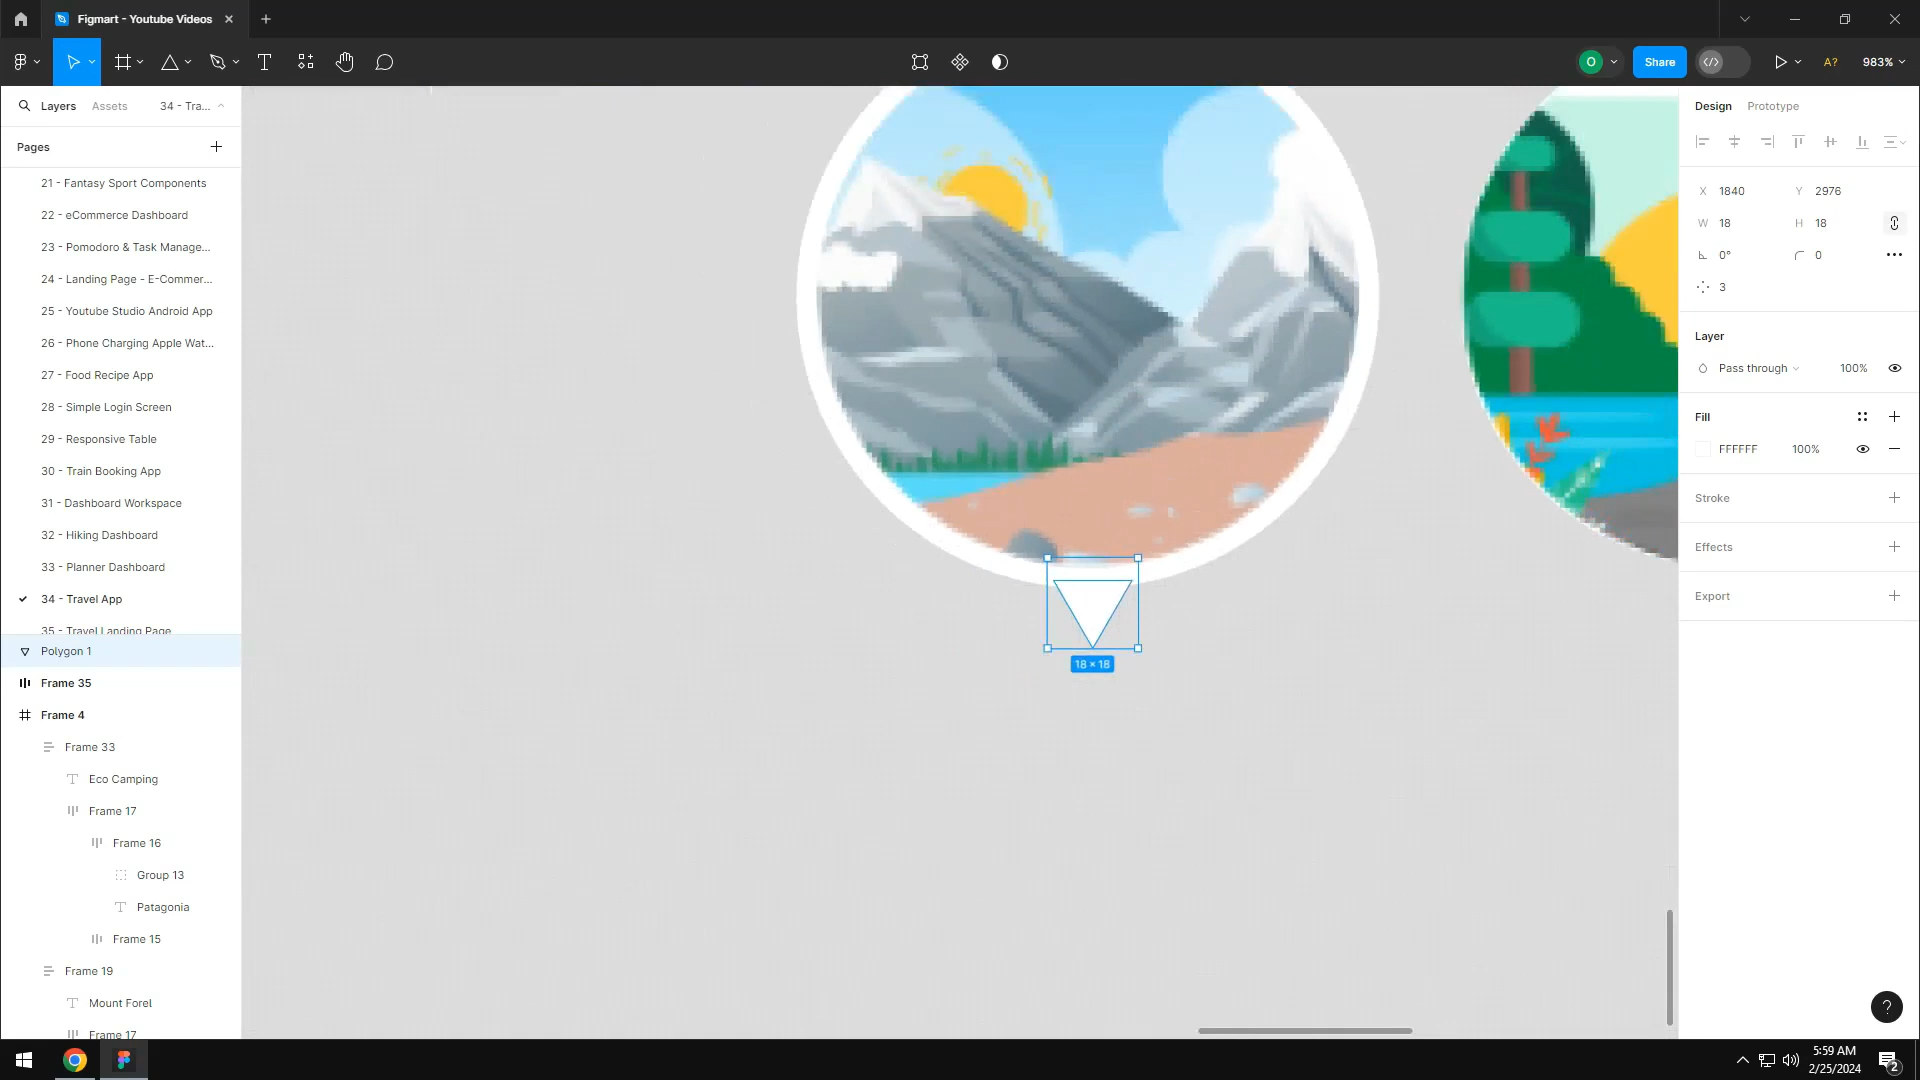 Figmart - Youtube Videos
Share
A?
983%
O
Layers
Assets
34 - Tra...
Pages
21 - Fantasy Sport Components
22 - eCommerce Dashboard
23 - Pomodoro & Task Manage...
24 - Landing Page - E-Commer...
25 - Youtube Studio Android App
26 - Phone Charging Apple Wat...
27 - Food Recipe App
28 - Simple Login Screen
29 - Responsive Table
30 - Train Booking App
31 - Dashboard Workspace
32 - Hiking Dashboard
33 - Planner Dashboard
34 - Travel App
35 - Travel Landing Page
Polygon 1
Frame 35
Frame 4
Frame 33
Eco Camping
Frame 17
Frame 16
Group 13
Patagonia
Frame 15
Frame 19
Mount Forel
Frame 17
18 × 18
Design
Prototype
X 1840
Y 2976
W 18
H 18
0°
0
3
Layer
Pass through
100%
Fill
FFFFFF
100%
Stroke
Effects
Export
?
5:59 AM
2/25/2024
2